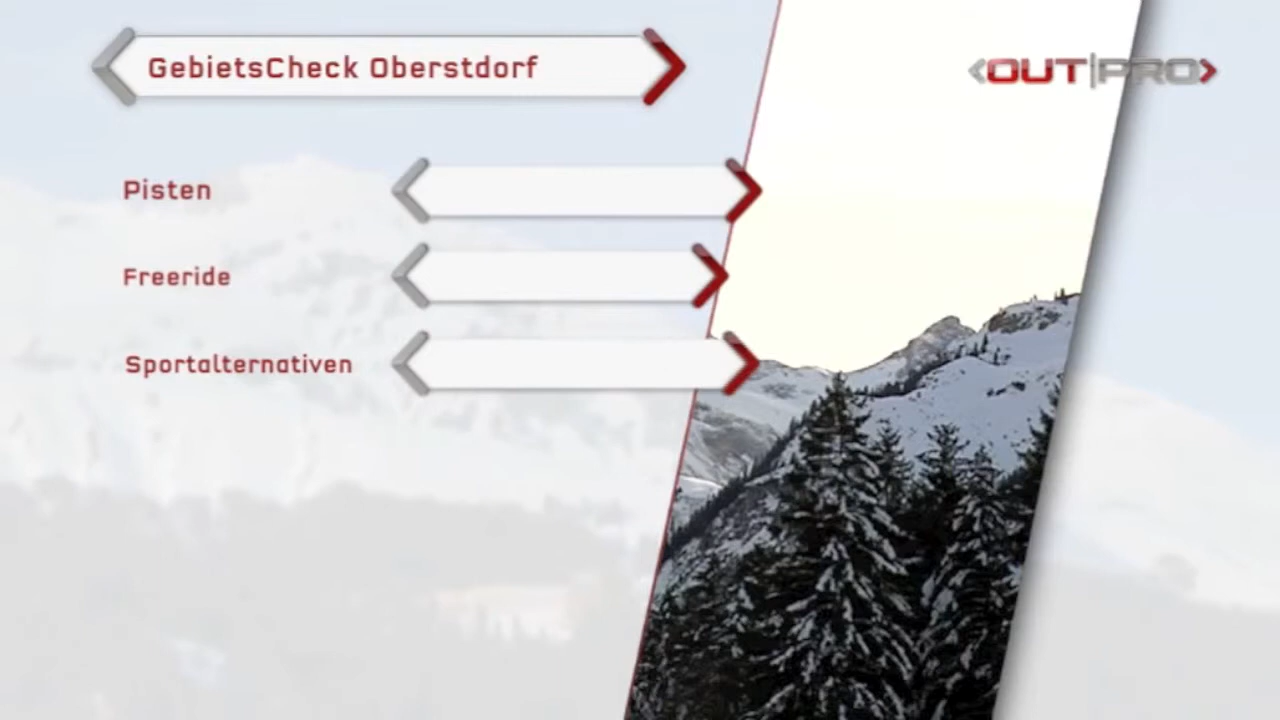 GebietsCheck Oberstdorf
OUT|PRO
Pisten
Freeride
Sportalternativen